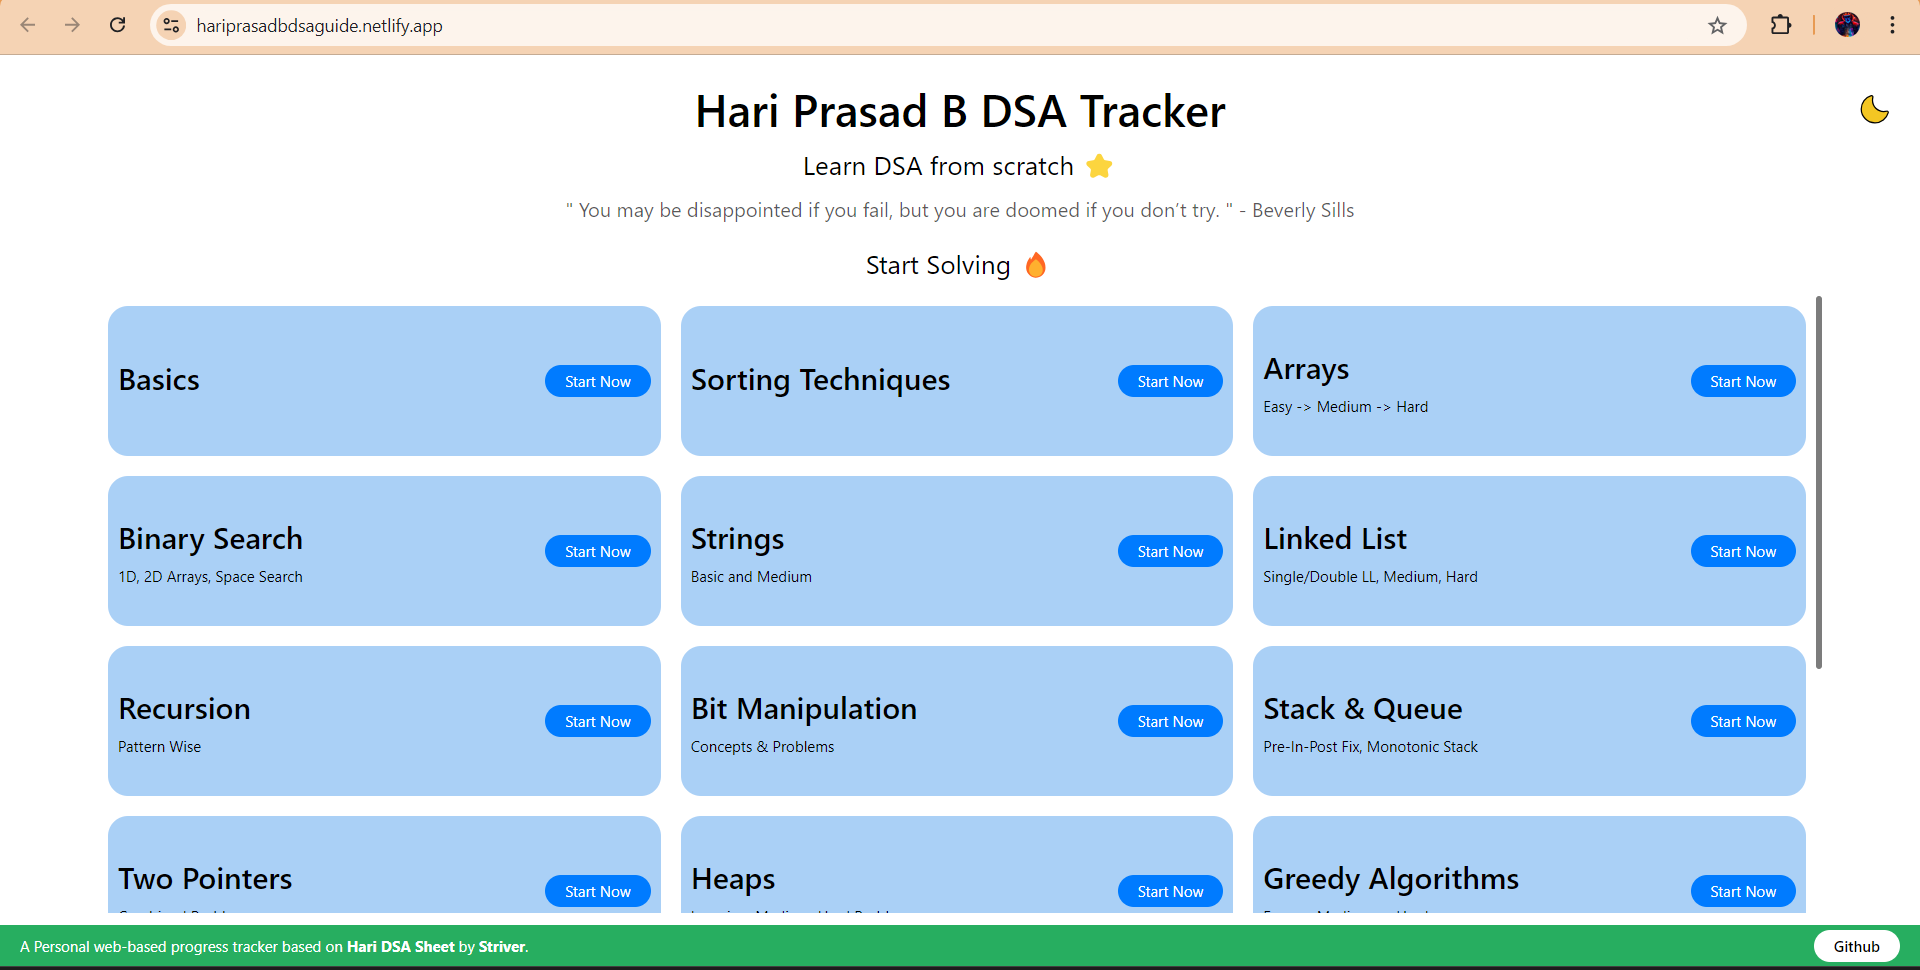 hariprasadbdsaguide.netlify.app
Hari Prasad B DSA Tracker
Learn DSA from scratch
" You may be disappointed if you fail, but you are doomed if you don’t try. " - Beverly Sills
Start Solving
Basics
Start Now
Sorting Techniques
Start Now
Arrays
Easy -> Medium -> Hard
Start Now
Binary Search
1D, 2D Arrays, Space Search
Start Now
Strings
Basic and Medium
Start Now
Linked List
Single/Double LL, Medium, Hard
Start Now
Recursion
Pattern Wise
Start Now
Bit Manipulation
Concepts & Problems
Start Now
Stack & Queue
Pre-In-Post Fix, Monotonic Stack
Start Now
Two Pointers
Start Now
Heaps
Start Now
Greedy Algorithms
Start Now
A Personal web-based progress tracker based on Hari DSA Sheet by Striver.
Github